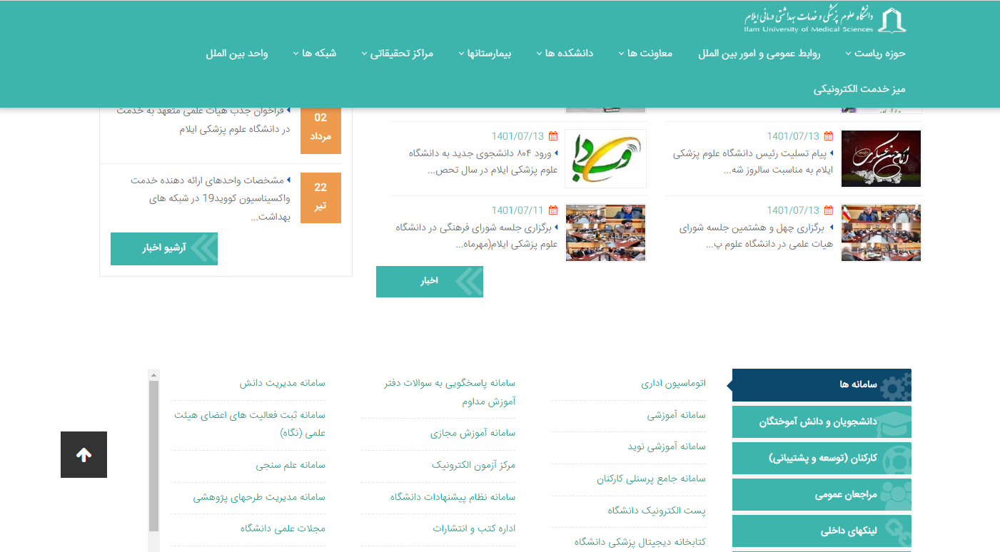 دانشگاه علوم پزشکی و خدمات بهداشتی درمانی ایلام
Ilam University of Medical Sciences
حوزه ریاست
روابط عمومی و امور بین الملل
معاونت ها
دانشکده ها
بیمارستانها
مراکز تحقیقاتی
شبکه ها
واحد بین الملل
میز خدمت الکترونیکی
1401/07/13
پیام تسلیت رئیس دانشگاه علوم پزشکی
ایلام به مناسبت سالروز شه...
1401/07/13
برگزاری چهل و هشتمین جلسه شورای
هیات علمی در دانشگاه علوم پ...
وب دا
1401/07/13
ورود ۸۰۴ دانشجوی جدید به دانشگاه
علوم پزشکی ایلام در سال تحص...
1401/07/11
برگزاری جلسه شورای فرهنگی در دانشگاه
علوم پزشکی ایلام(مهرماه...
اخبار
02
مرداد
فراخوان جذب هیات علمی متعهد به خدمت
در دانشگاه علوم پزشکی ایلام
22
تیر
مشخصات واحدهای ارائه دهنده خدمت
واکسیناسیون کووید19 در شبکه های
بهداشت...
آرشیو اخبار
سامانه ها
دانشجویان و دانش آموختگان
کارکنان (توسعه و پشتیبانی)
مراجعان عمومی
لینکهای داخلی
اتوماسیون اداری
سامانه آموزشی
سامانه آموزشی نوید
سامانه جامع پرسنلی کارکنان
پست الکترونیک دانشگاه
کتابخانه دیجیتال پزشکی دانشگاه
سامانه پاسخگویی به سوالات دفتر
آموزش مداوم
سامانه آموزش مجازی
مرکز آزمون الکترونیک
سامانه نظام پیشنهادات دانشگاه
اداره کتب و انتشارات
سامانه مدیریت دانش
سامانه ثبت فعالیت های اعضای هیئت
علمی (نگاه)
سامانه علم سنجی
سامانه مدیریت طرحهای پژوهشی
مجلات علمی دانشگاه